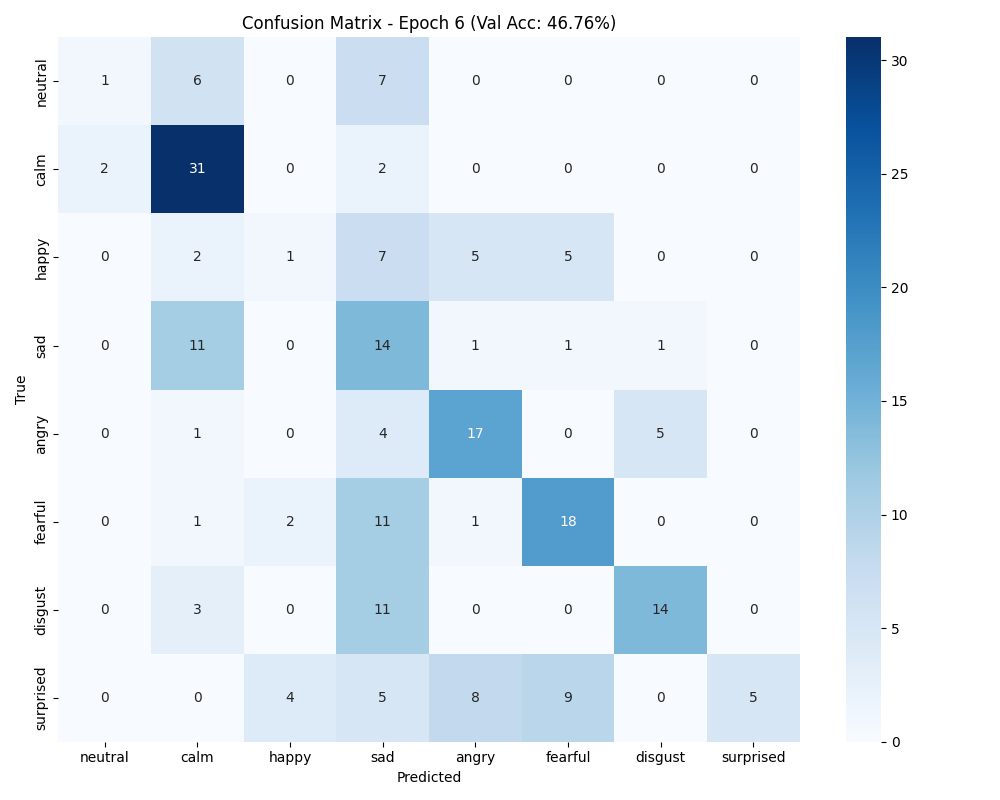 Confusion Matrix - Epoch 6 (Val Acc: 46.76%)
neutral 1 6 0 7 0 0 0 0
calm 2 31 0 2 0 0 0 0
happy 0 2 1 7 5 5 0 0
sad 0 11 0 14 1 1 1 0
angry 0 1 0 4 17 0 5 0
fearful 0 1 2 11 1 18 0 0
disgust 0 3 0 11 0 0 14 0
surprised 0 0 4 5 8 9 0 5
True
neutral calm happy sad angry fearful disgust surprised
Predicted
30
25
20
15
10
5
0